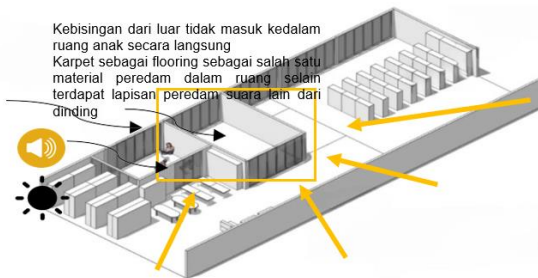 Kebisingan dari luar tidak masuk kedalam
ruang anak secara langsung
Karpet sebagai flooring sebagai salah satu
material peredam dalam ruang selain
terdapat lapisan peredam suara lain dari
dinding